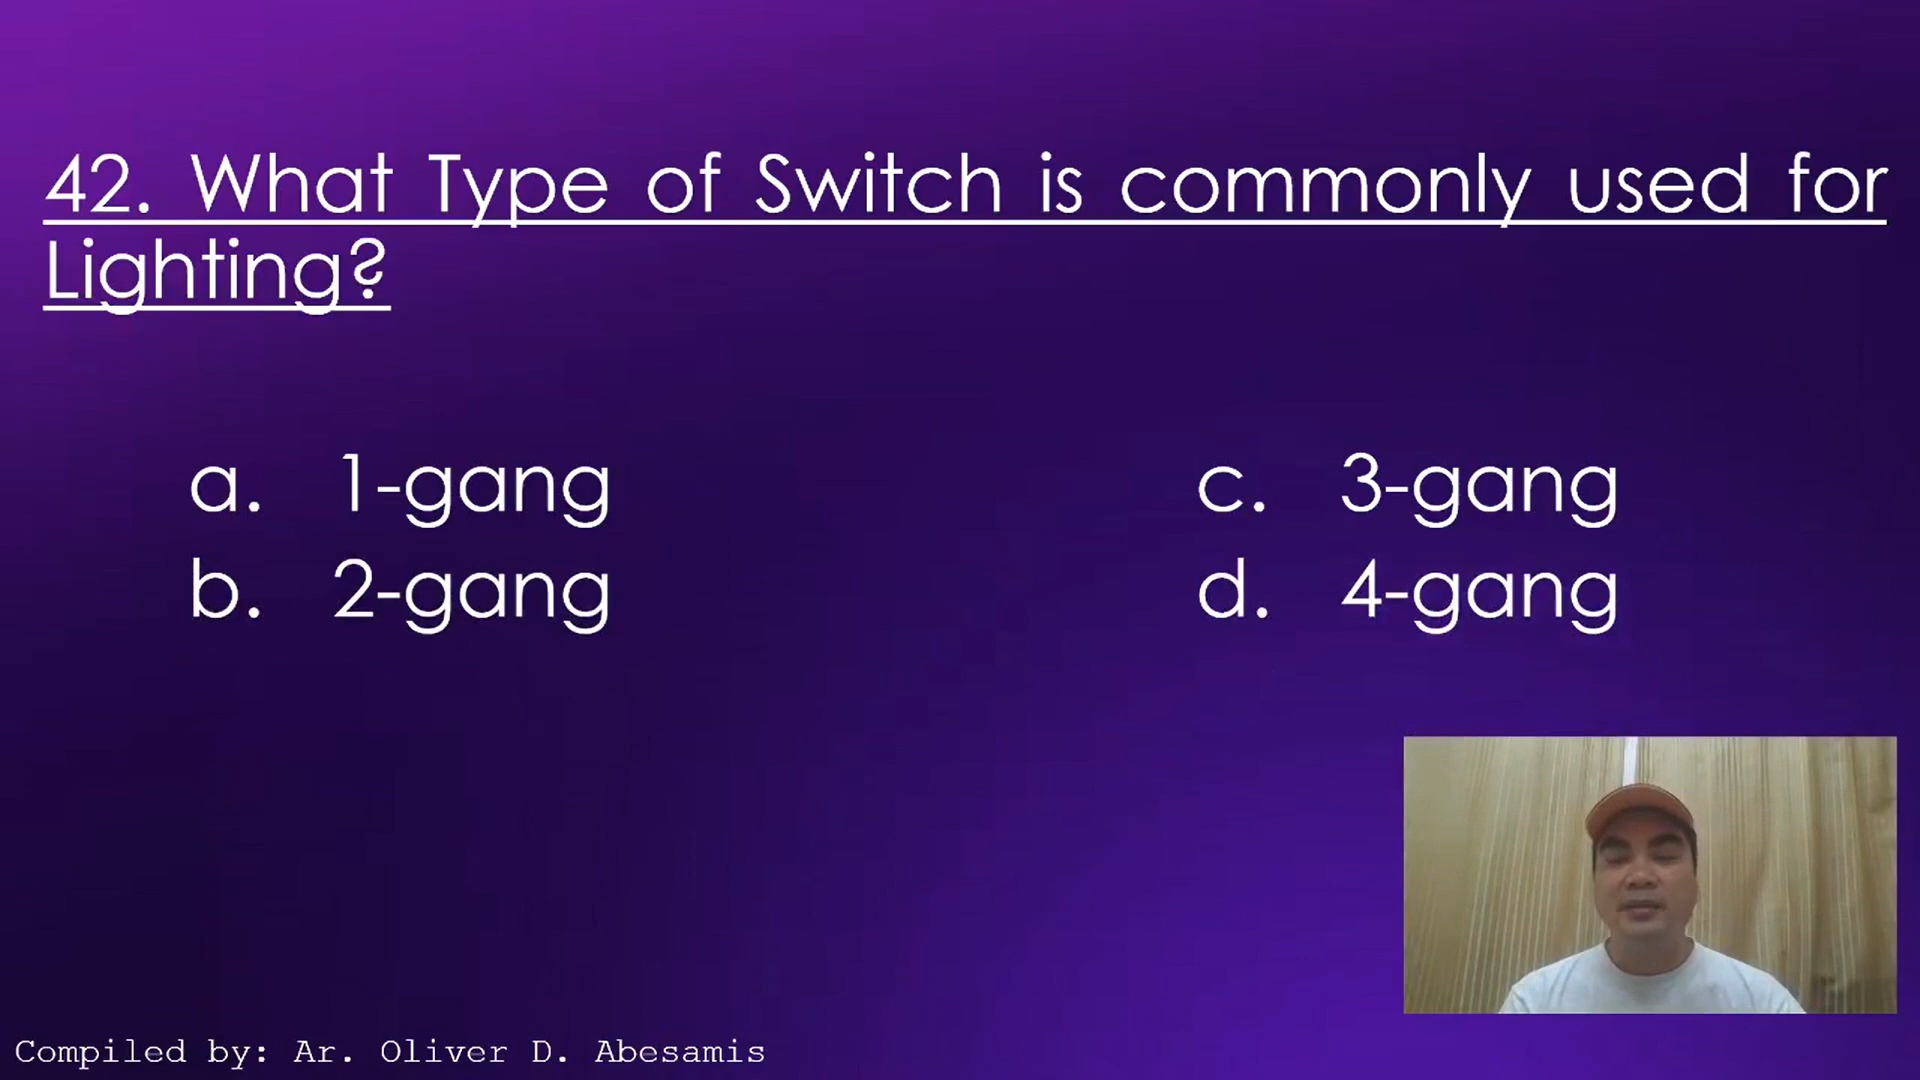 42. What Type of Switch is commonly used for
Lighting?
a. 1-gang
b. 2-gang
c. 3-gang
d. 4-gang
Compiled by: Ar. Oliver D. Abesamis